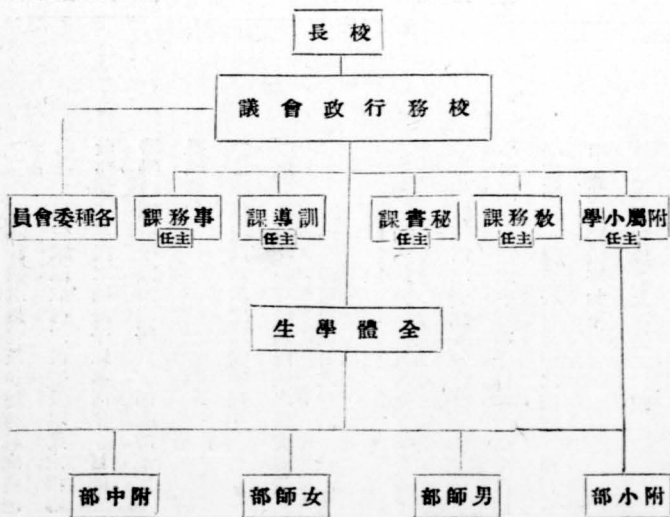 校長
校務行政會議
附屬小學
主任
教務課
主任
秘書課
主任
訓導課
主任
事務課
主任
各種委會員
全體學生
附小部
男師部
女師部
附中部